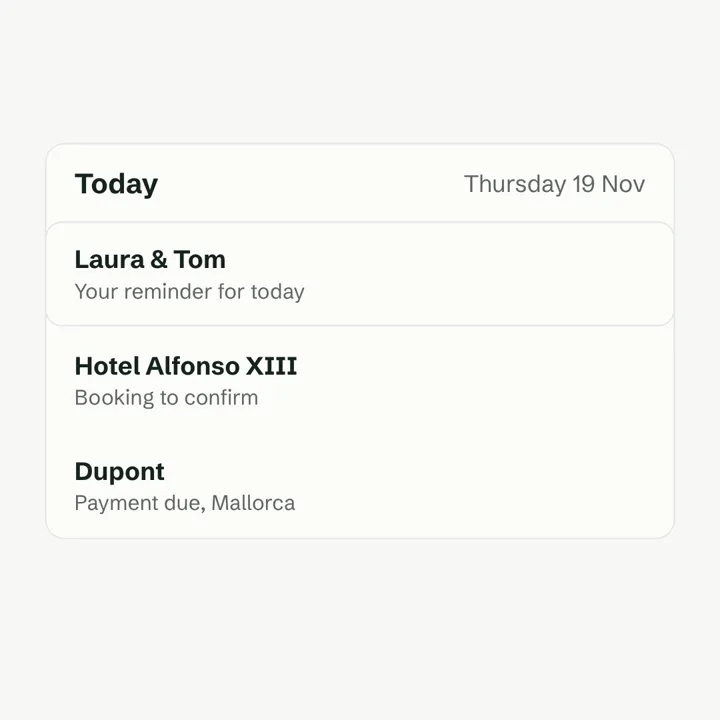 Today
Thursday 19 Nov
Laura & Tom
Your reminder for today
Hotel Alfonso XIII
Booking to confirm
Dupont
Payment due, Mallorca